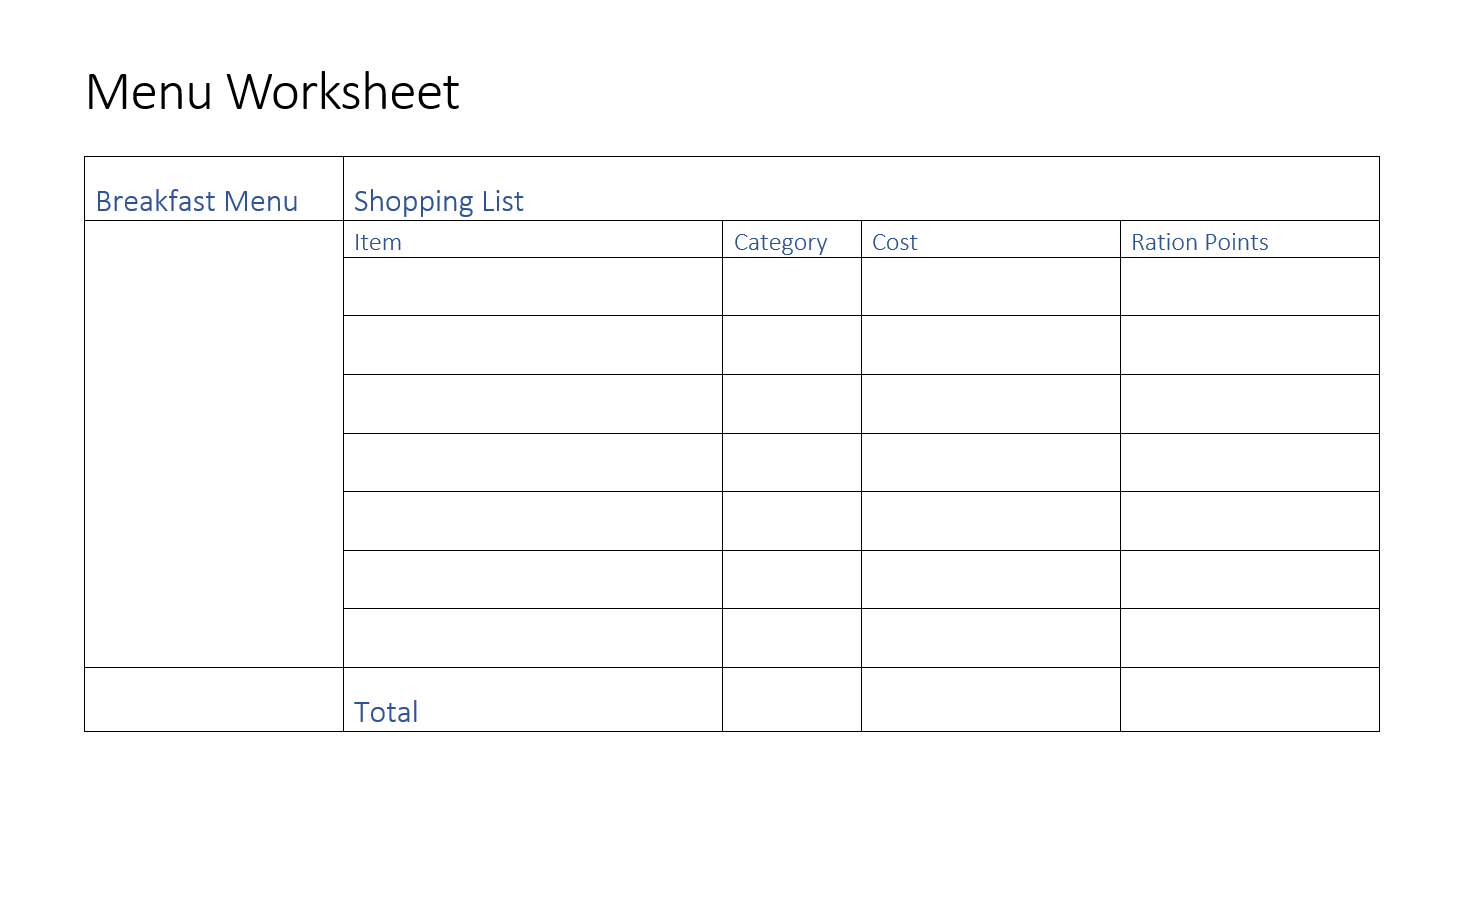 Menu Worksheet
Breakfast Menu
Shopping List
Item
Category
Cost
Ration Points
Total